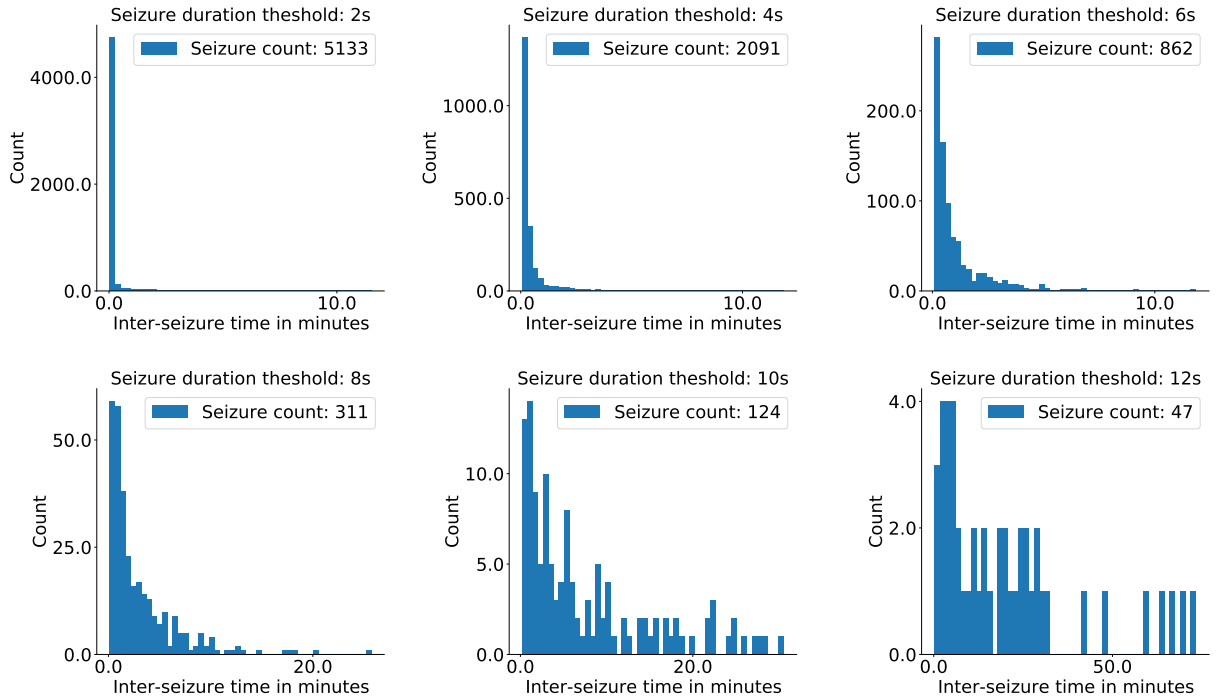 Seizure duration theshold: 2s
Seizure count: 5133
4000.0
2000.0
0.0
Count
0.0 10.0
Inter-seizure time in minutes
Seizure duration theshold: 4s
Seizure count: 2091
1000.0
500.0
0.0
Count
0.0 10.0
Inter-seizure time in minutes
Seizure duration theshold: 6s
Seizure count: 862
200.0
100.0
0.0
Count
0.0 10.0
Inter-seizure time in minutes
Seizure duration theshold: 8s
Seizure count: 311
50.0
25.0
0.0
Count
0.0 20.0
Inter-seizure time in minutes
Seizure duration theshold: 10s
Seizure count: 124
10.0
5.0
0.0
Count
0.0 20.0
Inter-seizure time in minutes
Seizure duration theshold: 12s
Seizure count: 47
4.0
2.0
0.0
Count
0.0 50.0
Inter-seizure time in minutes